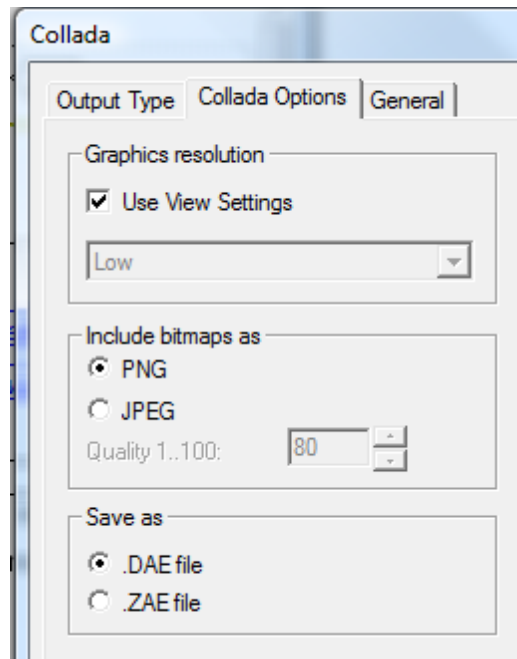 Collada
Output Type Collada Options General
Graphics resolution
Use View Settings
Low
Include bitmaps as
PNG
JPEG
Quality 1..100: 80
Save as
.DAE file
.ZAE file